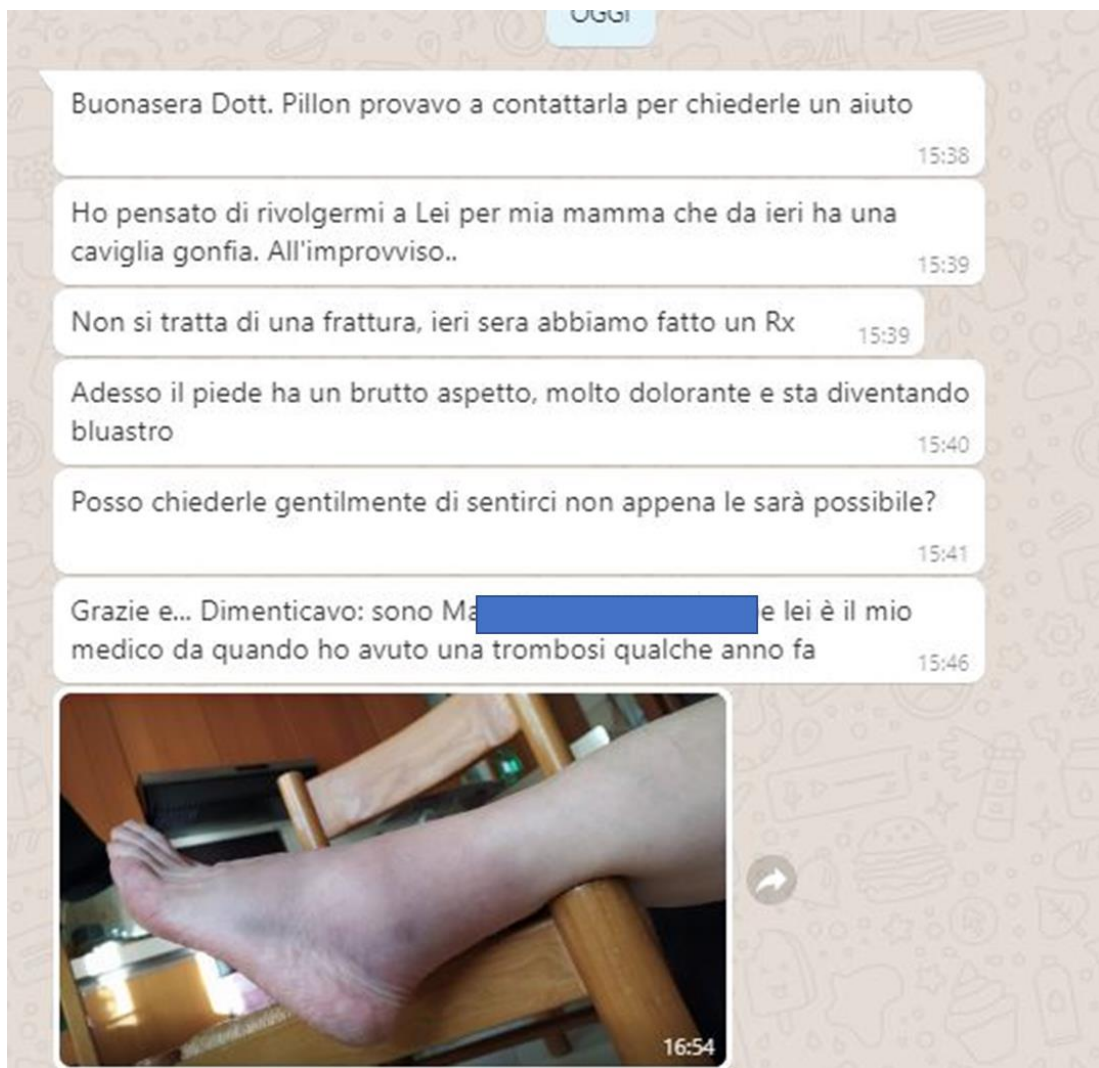 OGGI
Buonasera Dott. Pillon provavo a contattarla per chiederle un aiuto
15:38
Ho pensato di rivolgermi a Lei per mia mamma che da ieri ha una
caviglia gonfia. All'improvviso..
15:39
Non si tratta di una frattura, ieri sera abbiamo fatto un Rx
15:39
Adesso il piede ha un brutto aspetto, molto dolorante e sta diventando
bluastro
15:40
Posso chiederle gentilmente di sentirci non appena le sarà possibile?
15:41
Grazie e... Dimenticavo: sono Ma e lei è il mio
medico da quando ho avuto una trombosi qualche anno fa
15:46
16:54